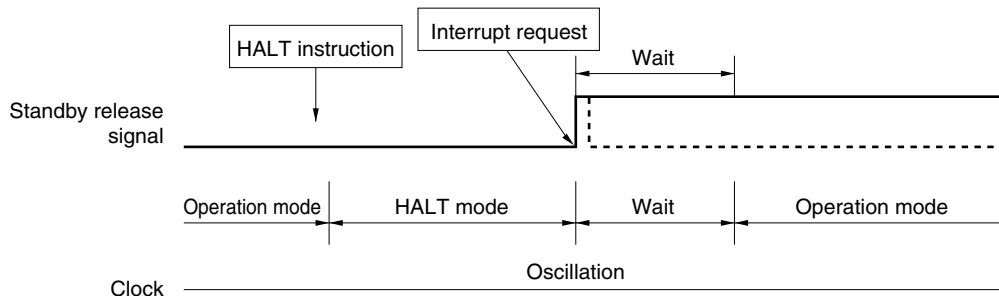 Interrupt request
HALT instruction
Wait
Standby release
signal
Operation mode
HALT mode
Wait
Operation mode
Oscillation
Clock